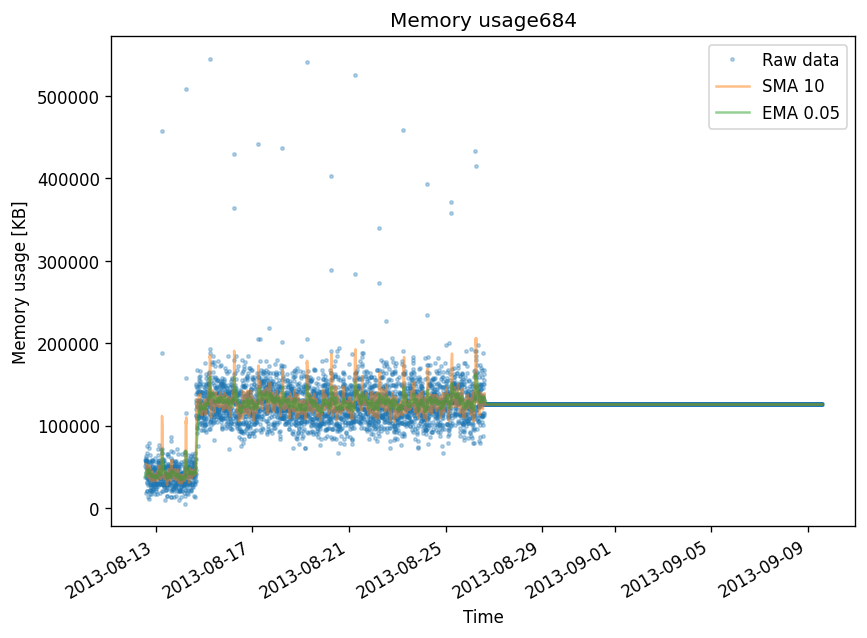 Memory usage684
Raw data
SMA 10
EMA 0.05
Memory usage [KB]
500000
400000
300000
200000
100000
0
2013-08-13
2013-08-17
2013-08-21
2013-08-25
2013-08-29
2013-09-01
2013-09-05
2013-09-09
Time